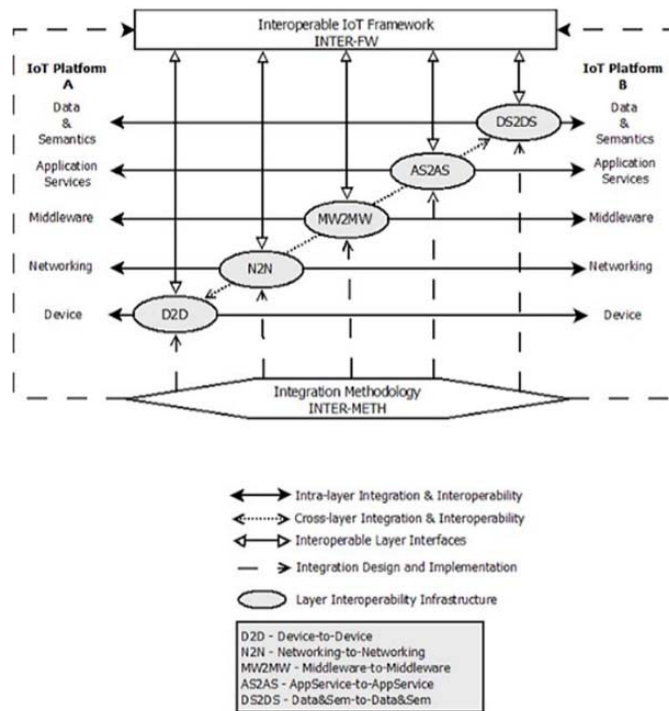 Interoperable IoT Framework
INTER-FW
IoT Platform
A
IoT Platform
B
Data
&
Semantics
DS2DS
Data
&
Semantics
Application
Services
AS2AS
Application
Services
Middleware
MW2MW
Middleware
Networking
N2N
Networking
Device
D2D
Device
Integration Methodology
INTER-METH
Intra-layer Integration & Interoperability
Cross-layer Integration & Interoperability
Interoperable Layer Interfaces
Integration Design and Implementation
Layer Interoperability Infrastructure
D2D - Device-to-Device
N2N - Networking-to-Networking
MW2MW - Middleware-to-Middleware
AS2AS - AppService-to-AppService
DS2DS - Data&Sem-to-Data&Sem